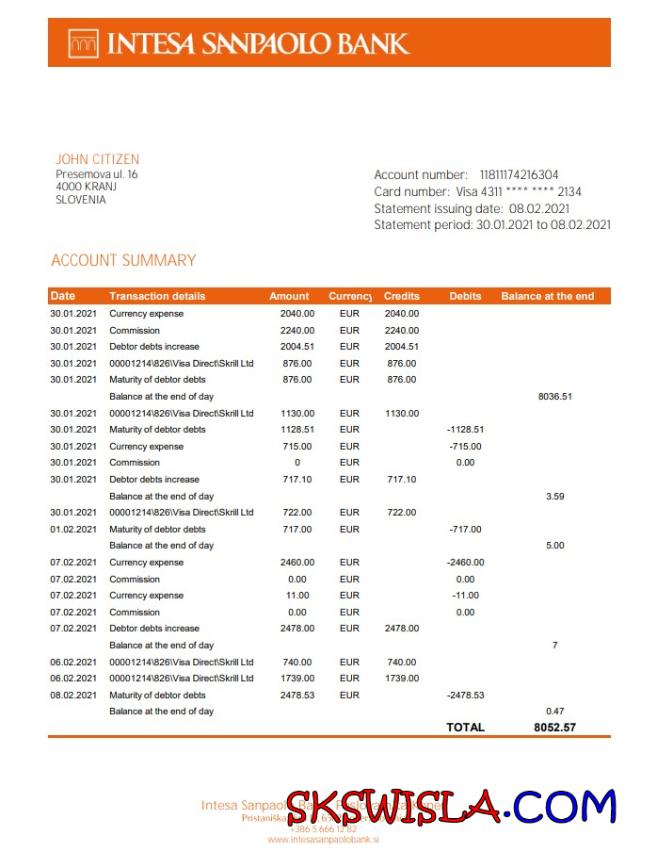 INTESA SANPAOLO BANK
JOHN CITIZEN
Presemova ul. 16
4000 KRANJ
SLOVENIA
Account number: 11811174216304
Card number: Visa 4311 **** **** 2134
Statement issuing date: 08.02.2021
Statement period: 30.01.2021 to 08.02.2021
ACCOUNT SUMMARY
Date Transaction details Amount Currency Credits Debits Balance at the end
30.01.2021 Currency expense 2040.00 EUR 2040.00
30.01.2021 Commission 2240.00 EUR 2240.00
30.01.2021 Debtor debts increase 2004.51 EUR 2004.51
30.01.2021 00001214\826\Visa Direct\Skrill Ltd 876.00 EUR 876.00
30.01.2021 Maturity of debtor debts 876.00 EUR 876.00
Balance at the end of day 8036.51
30.01.2021 00001214\826\Visa Direct\Skrill Ltd 1130.00 EUR 1130.00
30.01.2021 Maturity of debtor debts 1128.51 EUR -1128.51
30.01.2021 Currency expense 715.00 EUR -715.00
30.01.2021 Commission 0 EUR 0.00
30.01.2021 Debtor debts increase 717.10 EUR 717.10
Balance at the end of day 3.59
30.01.2021 00001214\826\Visa Direct\Skrill Ltd 722.00 EUR 722.00
01.02.2021 Maturity of debtor debts 717.00 EUR -717.00
Balance at the end of day 5.00
07.02.2021 Currency expense 2460.00 EUR -2460.00
07.02.2021 Commission 0.00 EUR 0.00
07.02.2021 Currency expense 11.00 EUR -11.00
07.02.2021 Commission 0.00 EUR 0.00
07.02.2021 Debtor debts increase 2478.00 EUR 2478.00
Balance at the end of day 7
06.02.2021 00001214\826\Visa Direct\Skrill Ltd 740.00 EUR 740.00
06.02.2021 00001214\826\Visa Direct\Skrill Ltd 1739.00 EUR 1739.00
08.02.2021 Maturity of debtor debts 2478.53 EUR -2478.53
Balance at the end of day 0.47
TOTAL 8052.57
Intesa Sanpaolo
SKSWISLA.COM
+386 5 666 12 82
www.intesasanpaolobank.si